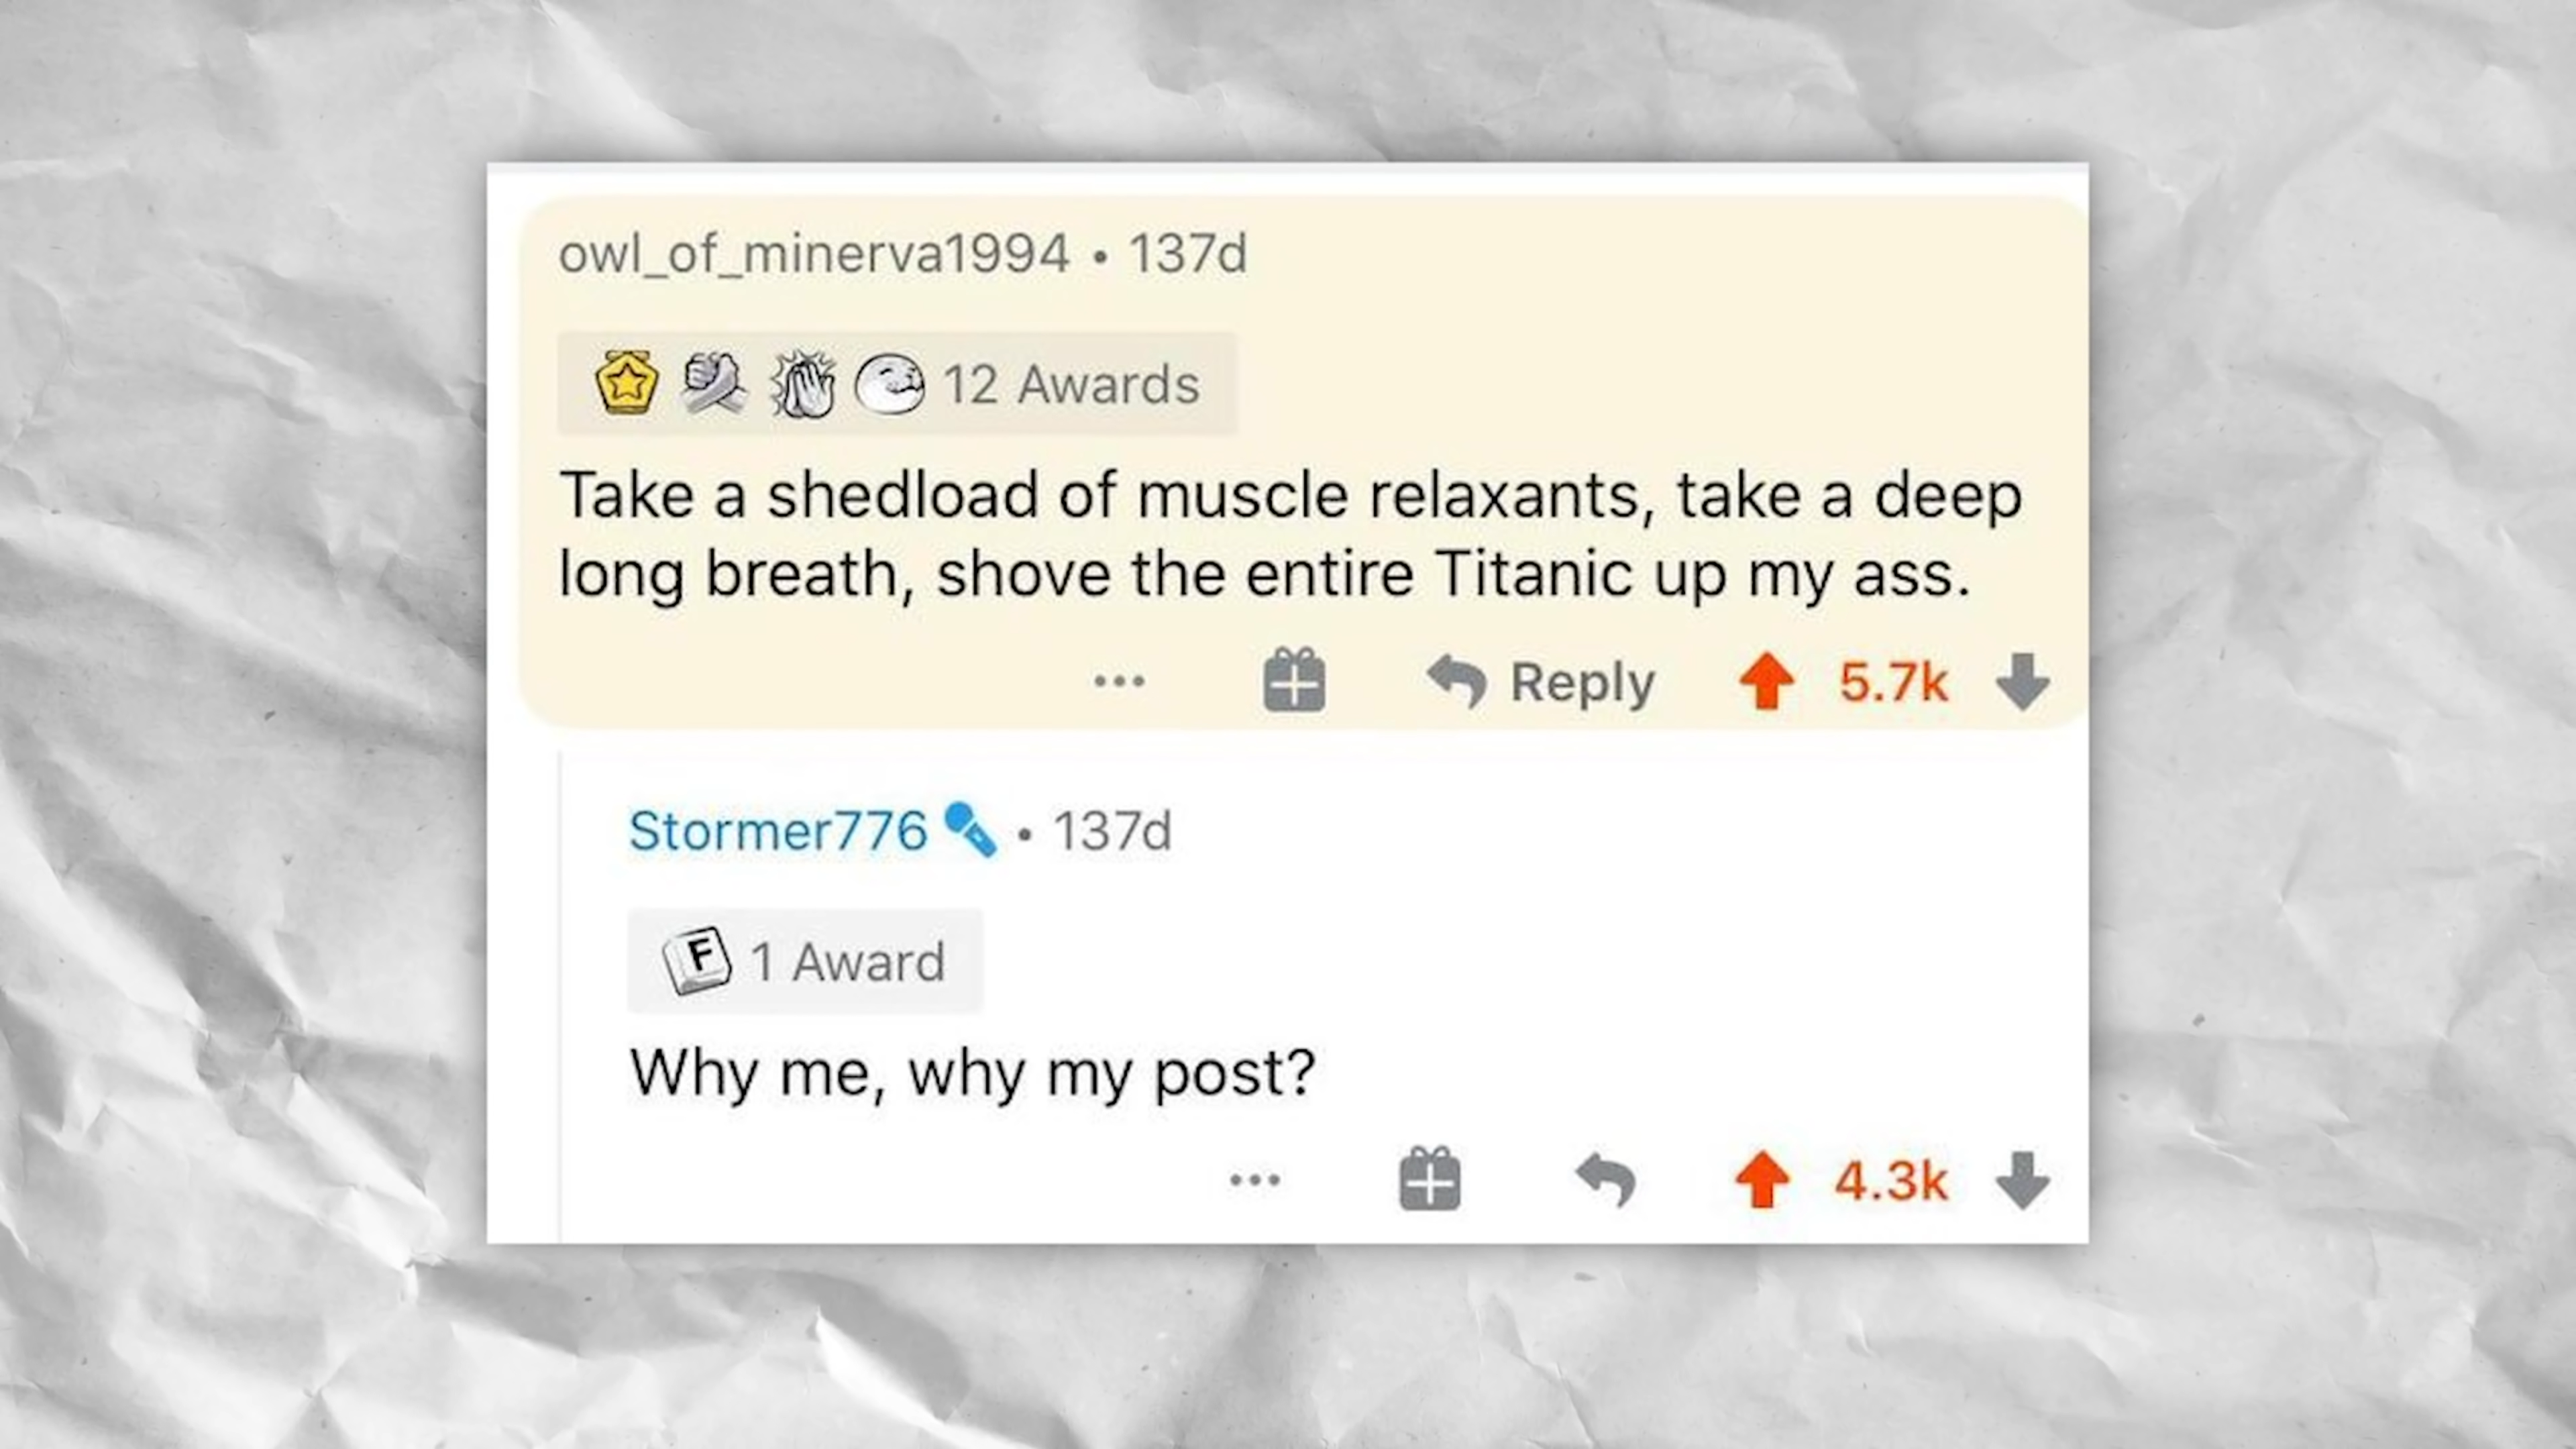 owl_of_minerva1994 • 137d
12 Awards
Take a shedload of muscle relaxants, take a deep
long breath, shove the entire Titanic up my ass.
••• Reply 5.7k
Stormer776 • 137d
F 1 Award
Why me, why my post?
••• 4.3k